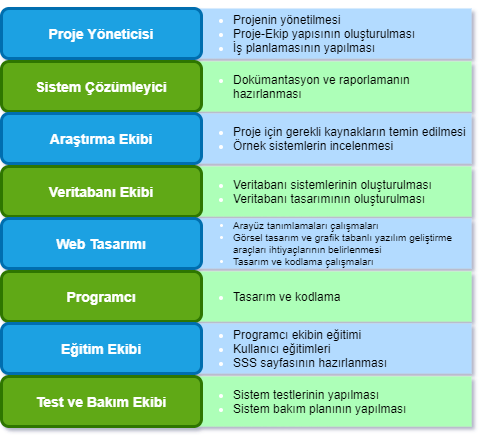 Proje Yöneticisi
Projenin yönetilmesi
Proje-Ekip yapısının oluşturulması
İş planlamasının yapılması
Sistem Çözümleyici
Dokümantasyon ve raporlamanın
hazırlanması
Araştırma Ekibi
Proje için gerekli kaynakların temin edilmesi
Örnek sistemlerin incelenmesi
Veritabanı Ekibi
Veritabanı sistemlerinin oluşturulması
Veritabanı tasarımının oluşturulması
Web Tasarımı
Arayüz tanımlamaları çalışmaları
Görsel tasarım ve grafik tabanlı yazılım geliştirme
araçları ihtiyaçlarının belirlenmesi
Tasarım ve kodlama çalışmaları
Programcı
Tasarım ve kodlama
Eğitim Ekibi
Programcı ekibin eğitimi
Kullanıcı eğitimleri
SSS sayfasının hazırlanması
Test ve Bakım Ekibi
Sistem testlerinin yapılması
Sistem bakım planının yapılması